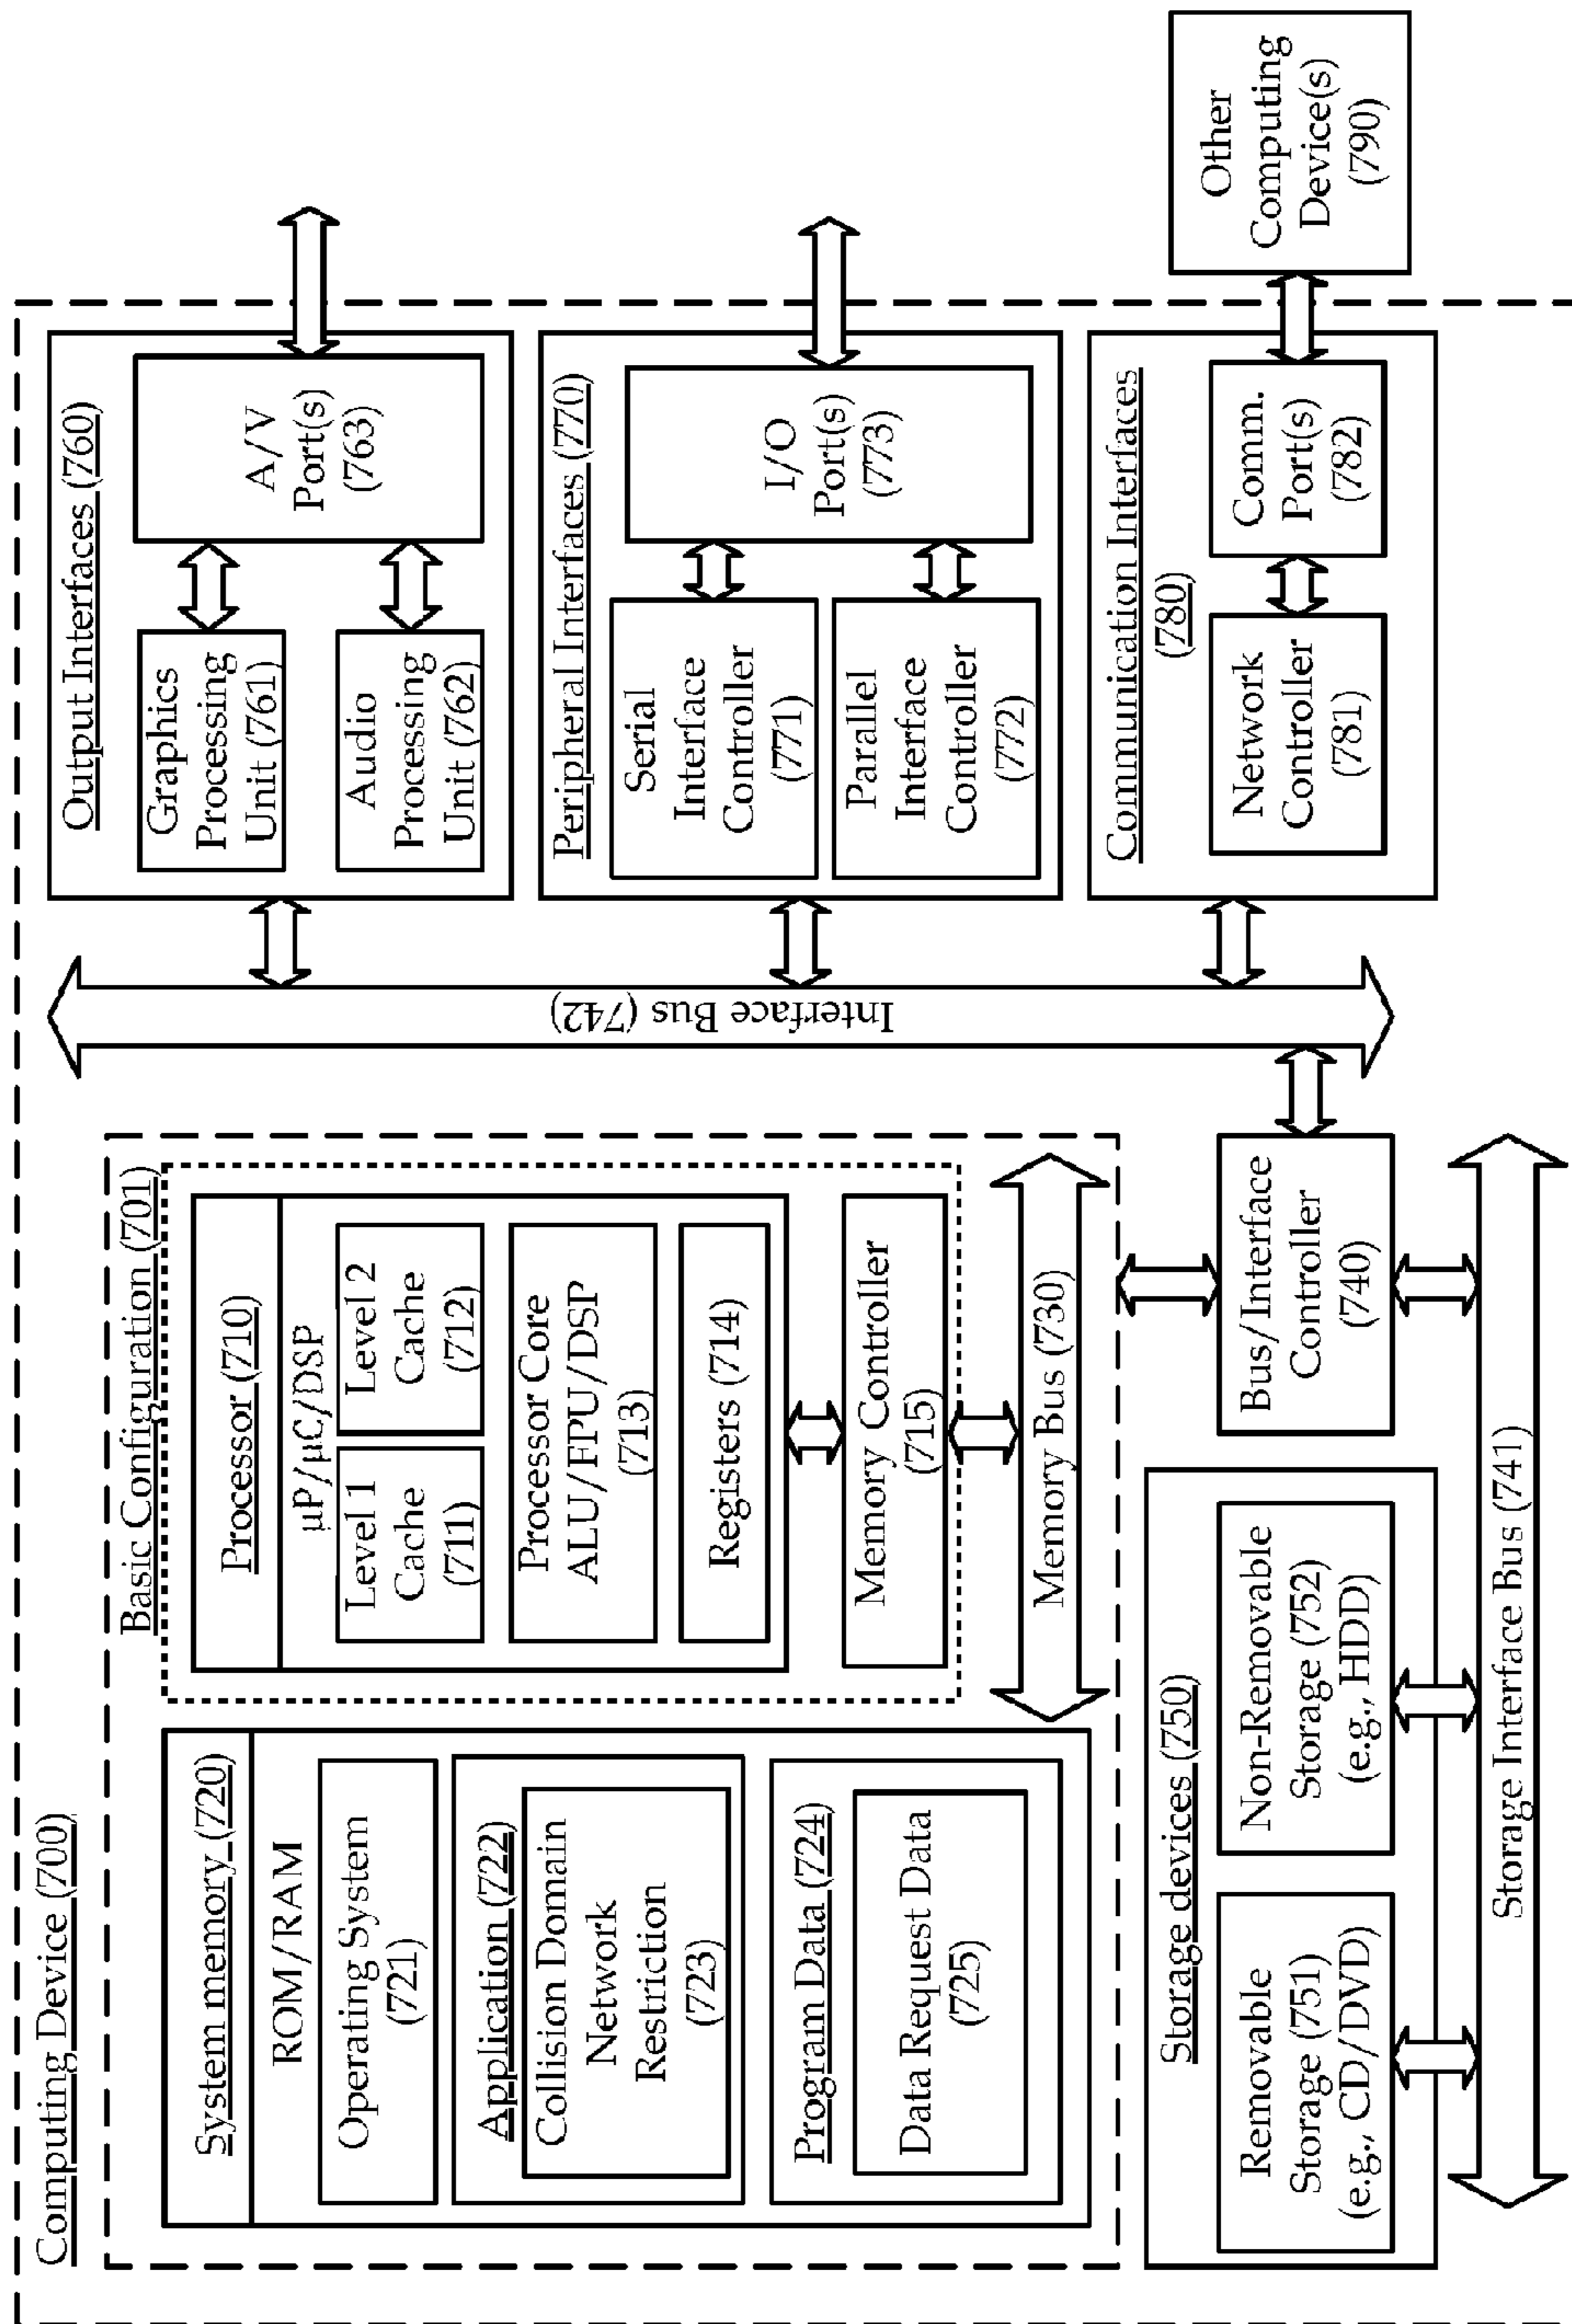 Computing Device (700)
Basic Configuration (701)
System memory (720)
ROM/RAM
Operating System
(721)
Application (722)
Collision Domain
Network
Restriction
(723)
Program Data (724)
Data Request Data
(725)
Processor (710)
µP/µC/DSP
Level 1
Cache
(711)
Level 2
Cache
(712)
Processor Core
ALU/FPU/DSP
(713)
Registers (714)
Memory Controller
(715)
Memory Bus (730)
Storage devices (750)
Removable
Storage (751)
(e.g., CD/DVD)
Non-Removable
Storage (752)
(e.g., HDD)
Bus/Interface
Controller
(740)
Storage Interface Bus (741)
Interface Bus (742)
Output Interfaces (760)
Graphics
Processing
Unit (761)
Audio
Processing
Unit (762)
A/V
Port(s)
(763)
Peripheral Interfaces (770)
Serial
Interface
Controller
(771)
Parallel
Interface
Controller
(772)
I/O
Port(s)
(773)
Communication Interfaces
(780)
Network
Controller
(781)
Comm.
Port(s)
(782)
Other
Computing
Device(s)
(790)